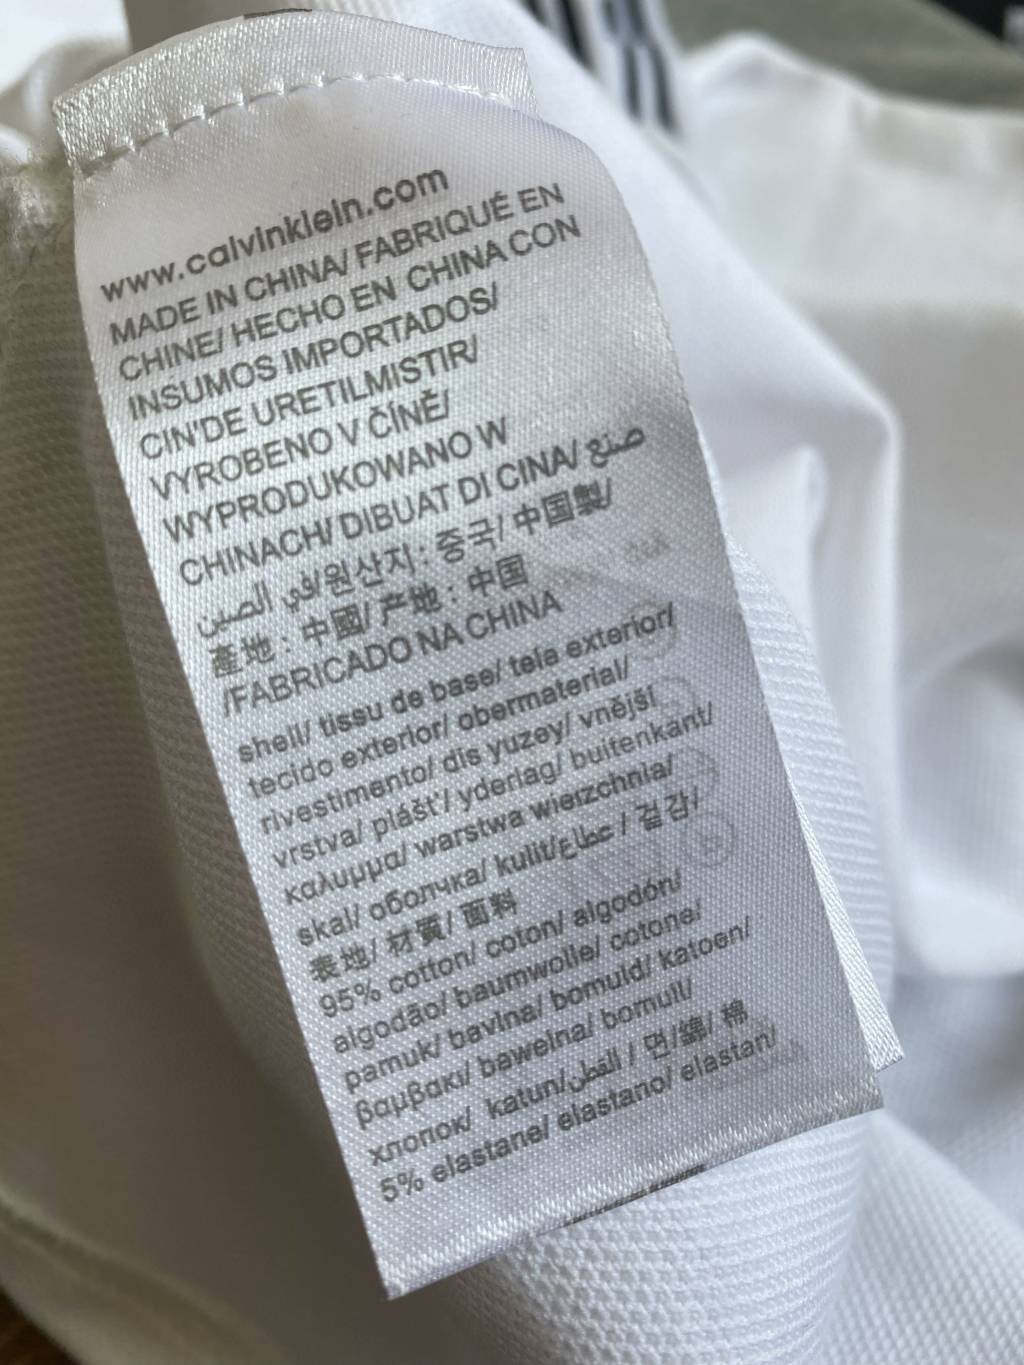 www.calvinklein.com
MADE IN CHINA/ FABRIQUÉ EN
CHINE/ HECHO EN CHINA CON
INSUMOS IMPORTADOS/
CIN'DE URETILMISTIR/
VYROBENO V ČÍNĚ/
WYPRODUKOWANO W
CHINACH/ DIBUAT DI CINA/ صنع
في الصين/원산지 : 중국/ 中国製/
產地 : 中國/ 产地 : 中国
/FABRICADO NA CHINA
shell/ tissu de base/ tela exterior/
tecido exterior/ obermaterial/
rivestimento/ dis yuzey/ vnější
vrstva/ plášť/ yderlag/ buitenkant/
καλυμμα/ warstwa wierzchnia/
skal/ оболчка/ kulit/غطاء / 겉감/
表地/ 材質/ 面料
95% cotton/ coton/ algodón/
algodão/ baumwolle/ cotone/
pamuk/ bavlna/ bomuld/ katoen/
βαμβακι/ bawełna/ bomull/
хлопок/ katun/القطن / 면/綿/ 棉
5% elastane/ elastano/ elastan/